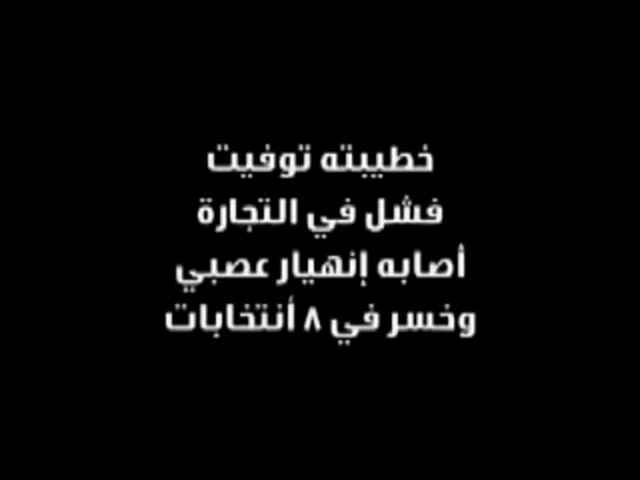 خطيبته توفيت
فشل في التجارة
أصابه إنهيار عصبي
وخسر في ٨ أنتخابات